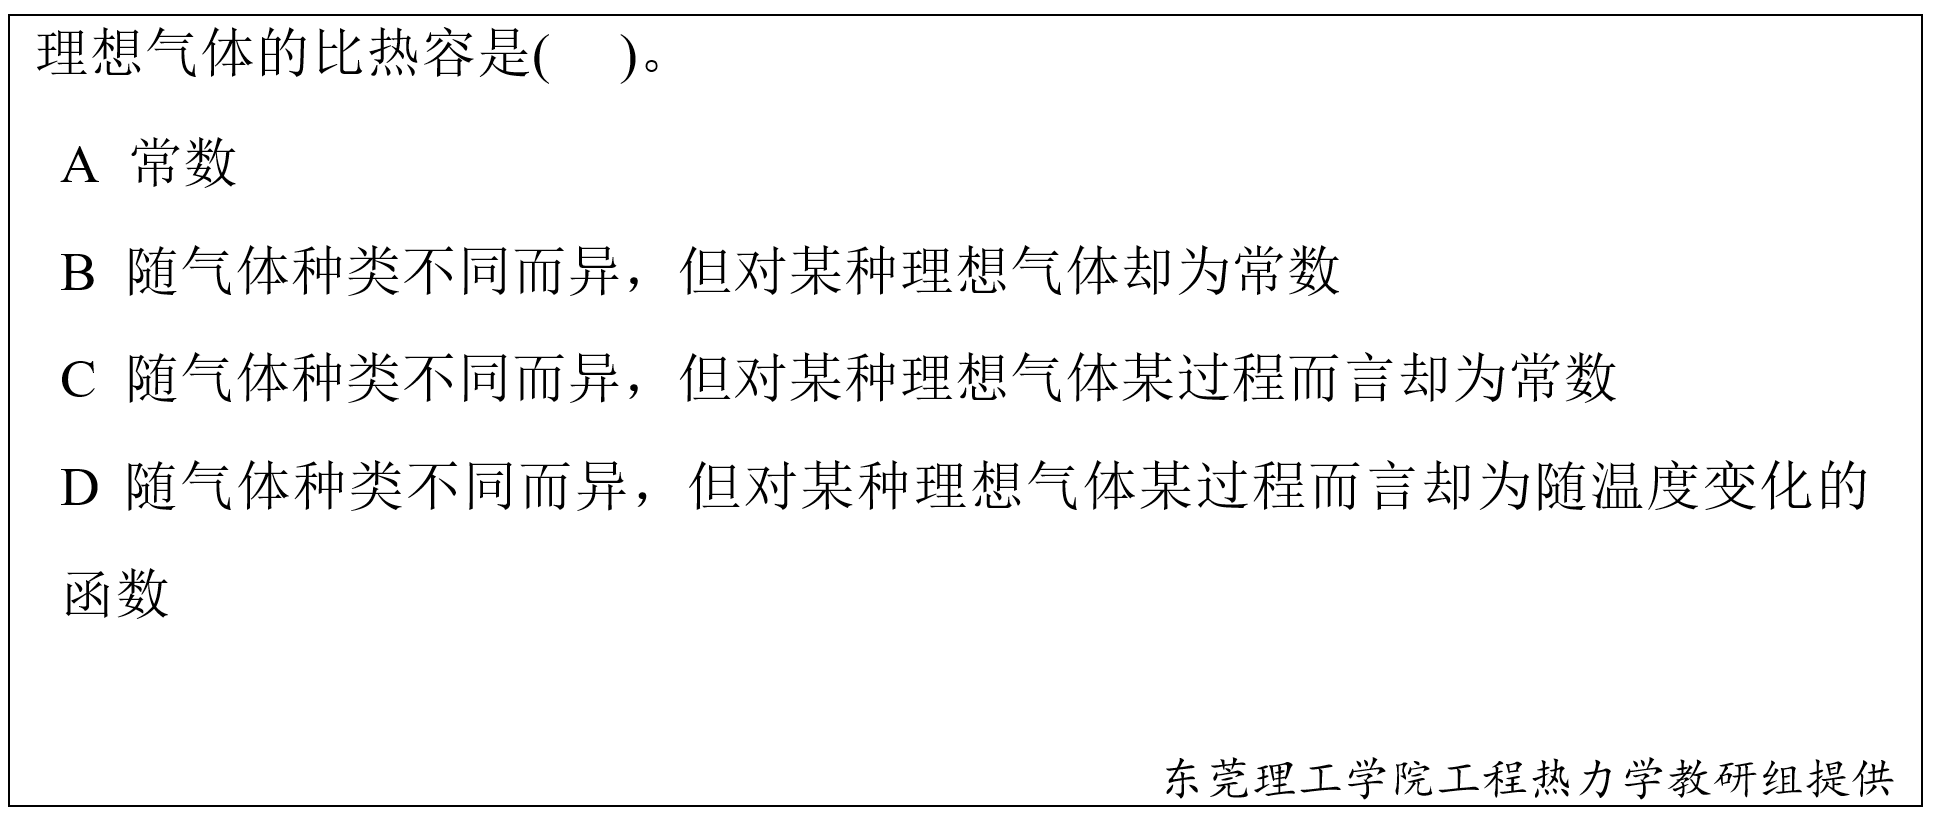 理想气体的比热容是(    )。
A 常数
B 随气体种类不同而异，但对某种理想气体却为常数
C 随气体种类不同而异，但对某种理想气体某过程而言却为常数
D 随气体种类不同而异，但对某种理想气体某过程而言却为随温度变化的
函数
东莞理工学院工程热力学教研组提供